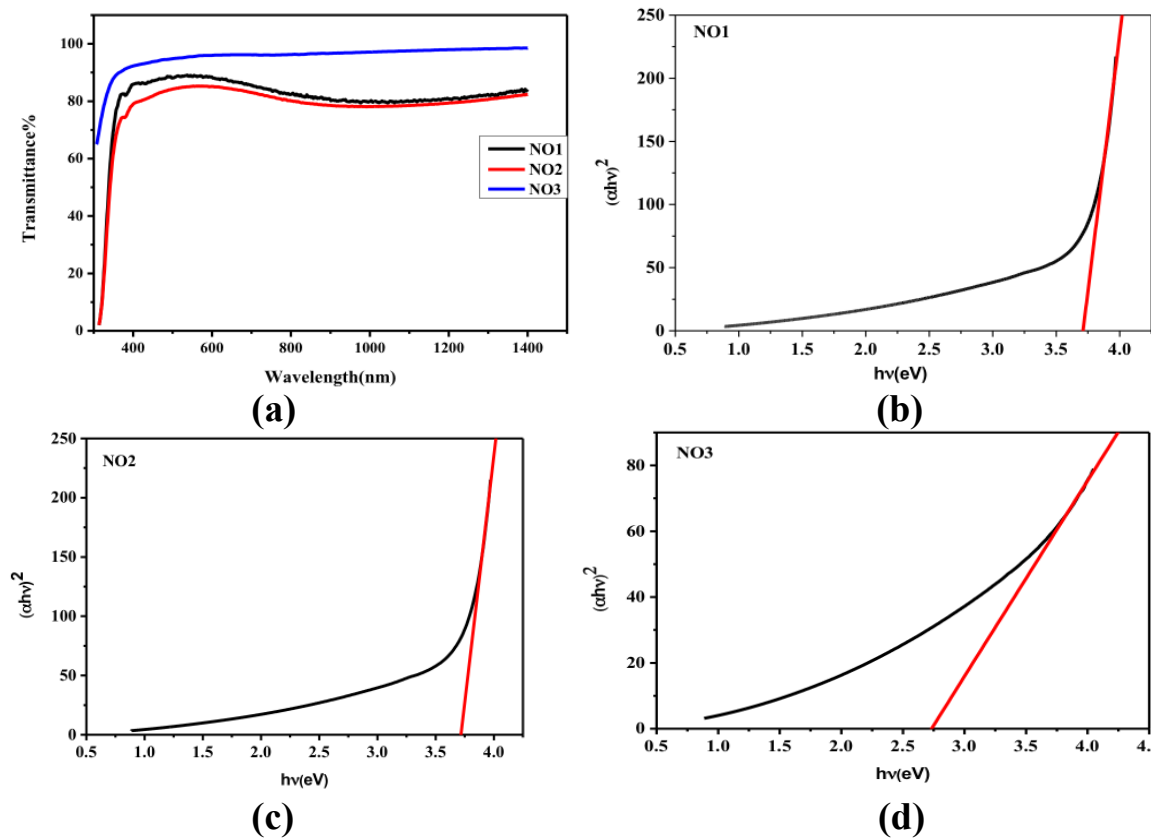 100
80
60
40
20
0
Transmittance%
NO1
NO2
NO3
400
600
800
1000
1200
1400
Wavelength(nm)
(a)
NO1
250
200
150
100
50
0
(αhν)2
0.5
1.0
1.5
2.0
2.5
3.0
3.5
4.0
hν(eV)
(b)
NO2
250
200
150
100
50
0
(αhν)2
0.5
1.0
1.5
2.0
2.5
3.0
3.5
4.0
hν(eV)
(c)
NO3
80
60
40
20
0
(αhν)2
0.5
1.0
1.5
2.0
2.5
3.0
3.5
4.0
hν(eV)
(d)